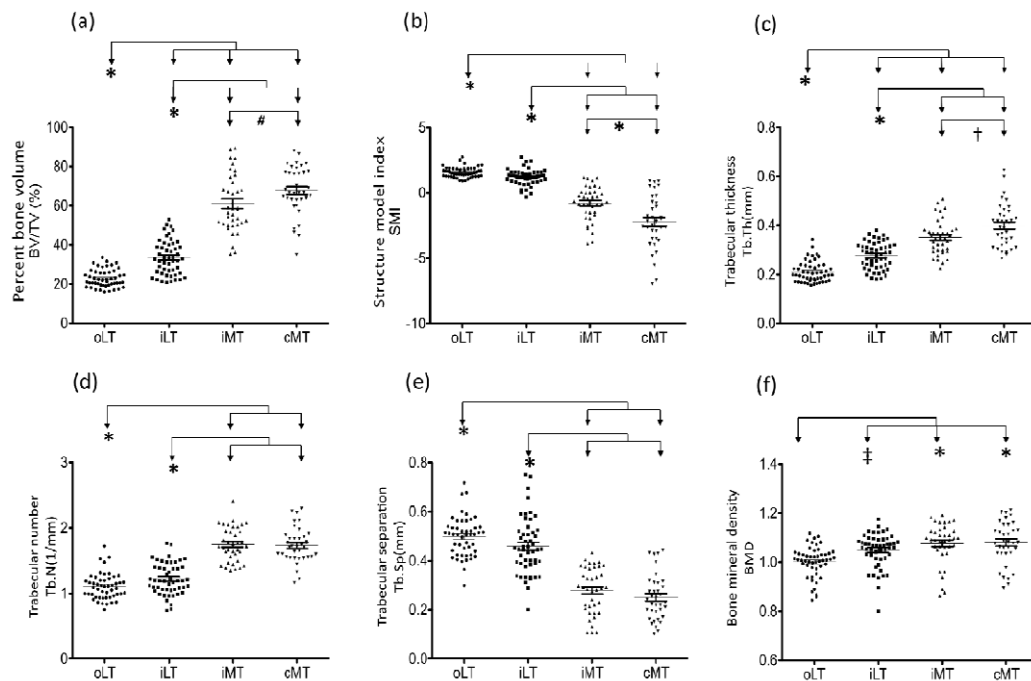 (a)
*
*
#
Percent bone volume
BV/TV (%)
100
80
60
40
20
0
oLT iLT iMT cMT
(b)
*
*
*
Structure model index
SMI
5
0
-5
-10
oLT iLT iMT cMT
(c)
*
*
†
Trabecular thickness
Tb.Th(mm)
0.8
0.6
0.4
0.2
0.0
oLT iLT iMT cMT
(d)
*
*
Trabecular number
Tb.N(1/mm)
3
2
1
0
oLT iLT iMT cMT
(e)
*
*
Trabecular separation
Tb.Sp(mm)
0.8
0.6
0.4
0.2
0.0
oLT iLT iMT cMT
(f)
‡ * *
Bone mineral density
BMD
1.4
1.2
1.0
0.8
0.6
oLT iLT iMT cMT